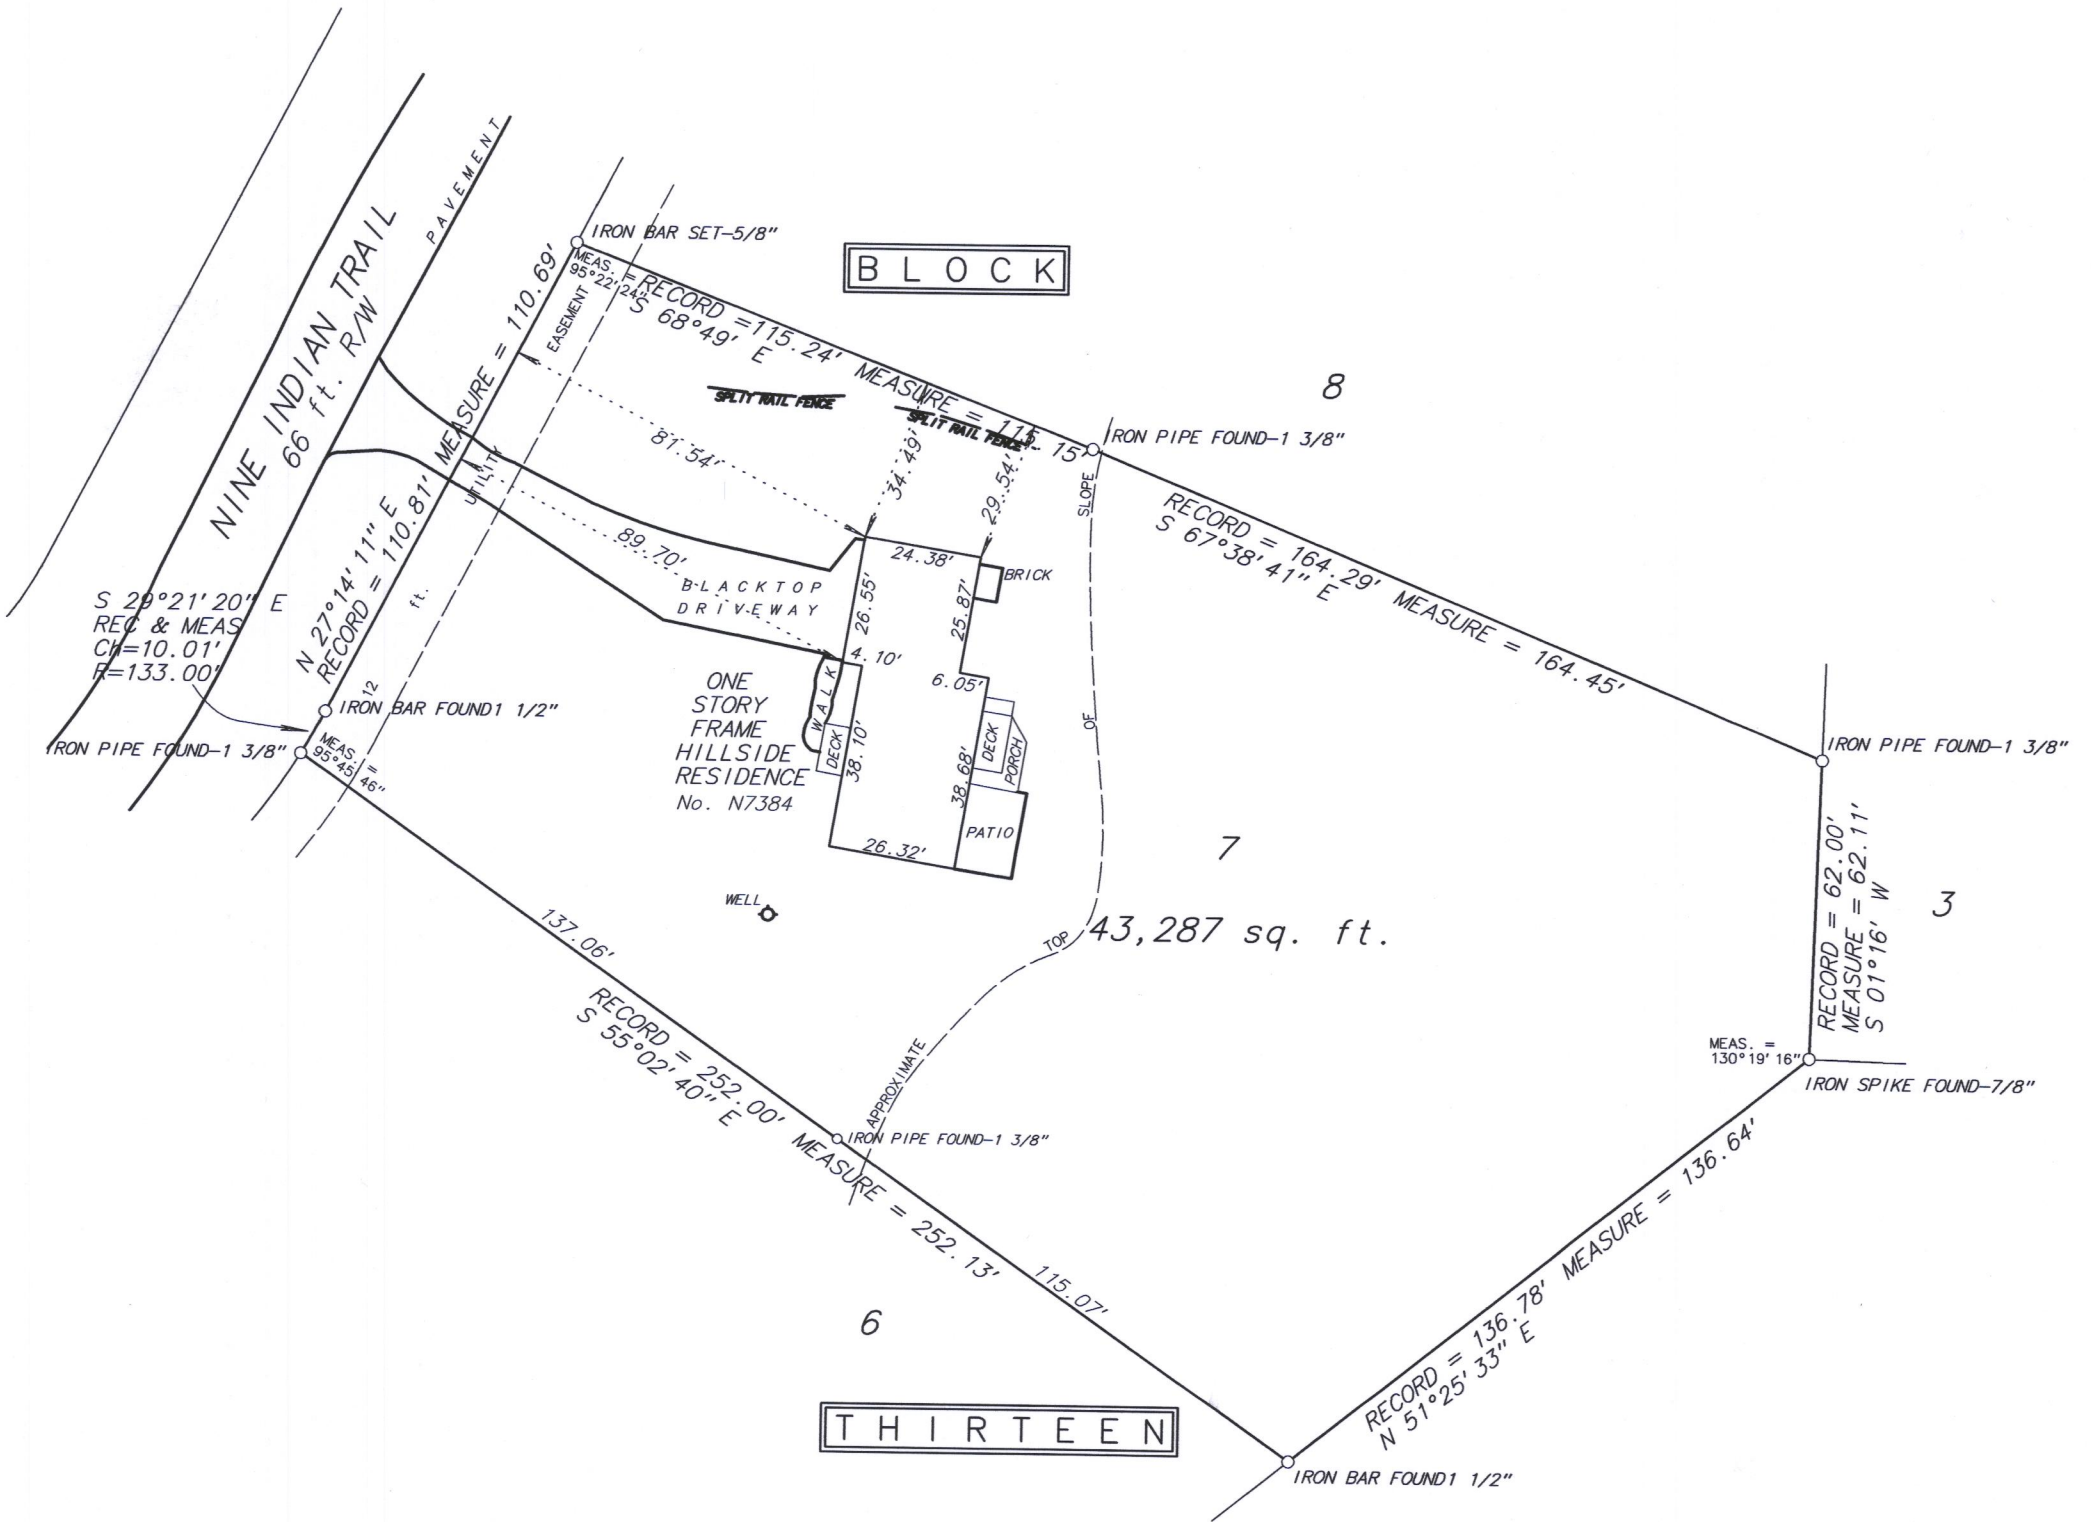 NINE INDIAN TRAIL
66 ft. R/W
PAVEMENT
IRON BAR SET-5/8"
MEAS. =
95°22'24"
BLOCK
RECORD =115.24' MEASURE = 115.15'
S 68°49' E
N 27°14'11" E
RECORD = 110.81' MEASURE = 110.69'
12 ft. UTILITY EASEMENT
SPLIT RAIL FENCE
SPLIT RAIL FENCE
81.54'
34.49'
29.54'
89.70'
8
IRON PIPE FOUND-1 3/8"
RECORD = 164.29' MEASURE = 164.45'
S 67°38'41" E
24.38'
BRICK
26.55'
25.87'
BLACKTOP
DRIVEWAY
4.10'
6.05'
WALK
DECK
38.10'
38.68'
DECK
PORCH
PATIO
26.32'
S 29°21'20" E
REC & MEAS
Ch=10.01'
R=133.00'
IRON BAR FOUND1 1/2"
IRON PIPE FOUND-1 3/8"
MEAS. =
95°45'46"
ONE
STORY
FRAME
HILLSIDE
RESIDENCE
No. N7384
WELL
APPROXIMATE TOP OF SLOPE
7
43,287 sq. ft.
IRON PIPE FOUND-1 3/8"
RECORD = 62.00'
MEASURE = 62.11'
S 01°16' W
3
MEAS. =
130°19'16"
IRON SPIKE FOUND-7/8"
137.06'
RECORD = 252.00' MEASURE = 252.13'
S 55°02'40" E
IRON PIPE FOUND-1 3/8"
115.07'
6
RECORD = 136.78' MEASURE = 136.64'
N 51°25'33" E
THIRTEEN
IRON BAR FOUND1 1/2"